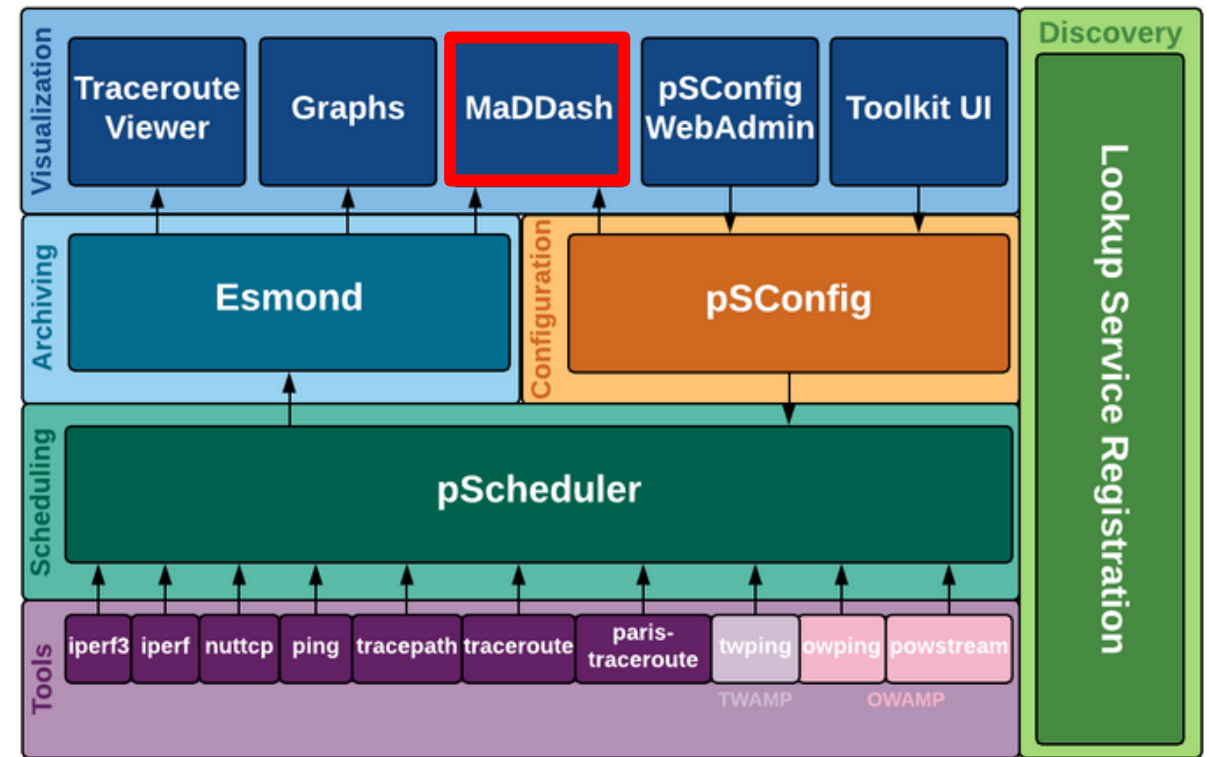 Visualization
Traceroute
Viewer
Graphs
MaDDash
pSConfig
WebAdmin
Toolkit UI
Discovery
Lookup Service Registration
Archiving
Esmond
Configuration
pSConfig
Scheduling
pScheduler
Tools
iperf3
iperf
nuttcp
ping
tracepath
traceroute
paris-
traceroute
twping
owping
powstream
TWAMP
OWAMP